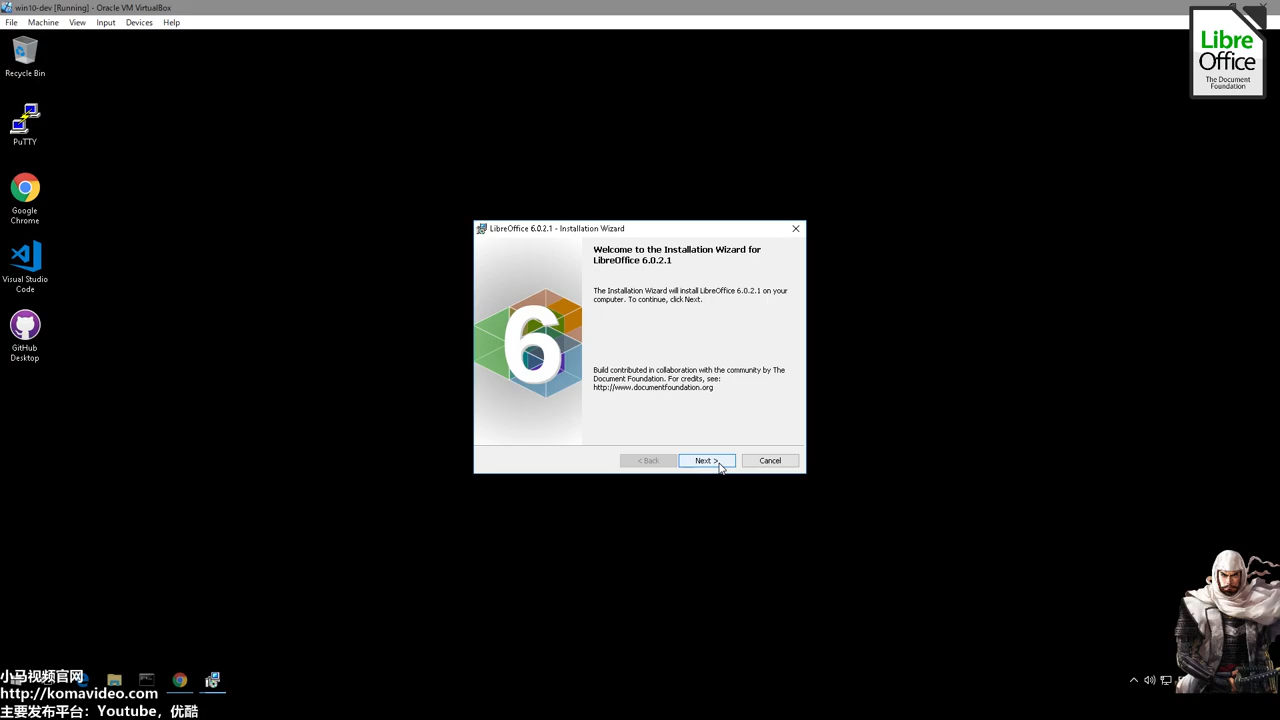 win10-dev [Running] - Oracle VM VirtualBox
File Machine View Input Devices Help
Recycle Bin
PuTTY
Google
Chrome
Visual Studio
Code
GitHub
Desktop
Libre
Office
The Document
Foundation
LibreOffice 6.0.2.1 - Installation Wizard
Welcome to the Installation Wizard for
LibreOffice 6.0.2.1
The Installation Wizard will install LibreOffice 6.0.2.1 on your
computer. To continue, click Next.
6
Build contributed in collaboration with the community by The
Document Foundation. For credits, see:
http://www.documentfoundation.org
< Back
Next >
Cancel
小马视频官网
http://komavideo.com
主要发布平台：Youtube，优酷